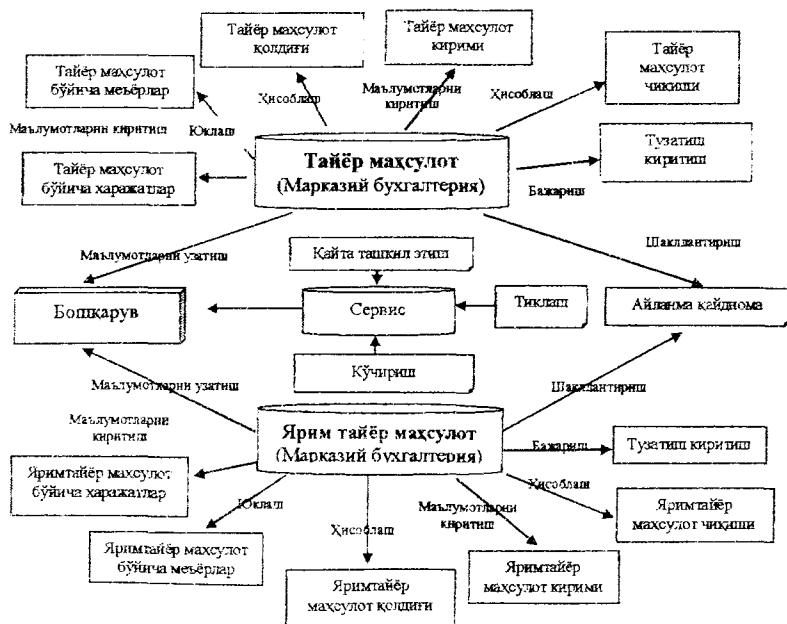 Тайёр маҳсулот
қолдиғи
Тайёр маҳсулот
кирими
Тайёр
маҳсулот
чиқиши
Тайёр маҳсулот
бўйича меъёрлар
Ҳисоблаш
Маълумотларни
киритиш
Ҳисоблаш
Маълумотларни киритиш
Юклаш
Тайёр маҳсулот
(Марказий бухгалтерия)
Тузатиш
киритиш
Тайёр маҳсулот
бўйича харажатлар
Бажариш
Маълумотларни узатиш
Қайта ташкил этиш
Шакллантириш
Бошқарув
Сервис
Тиклаш
Айланма қайднома
Кўчириш
Маълумотларни узатиш
Шакллантириш
Маълумотларни
киритиш
Ярим тайёр маҳсулот
(Марказий бухгалтерия)
Бажариш
Тузатиш киритиш
Яримтайёр маҳсулот
бўйича харажатлар
Юклаш
Ҳисоблаш
Маълумотларни
киритиш
Ҳисоблаш
Яримтайёр
маҳсулот чиқиши
Яримтайёр маҳсулот
бўйича меъёрлар
Яримтайёр
маҳсулот қолдиғи
Яримтайёр
маҳсулот кирими